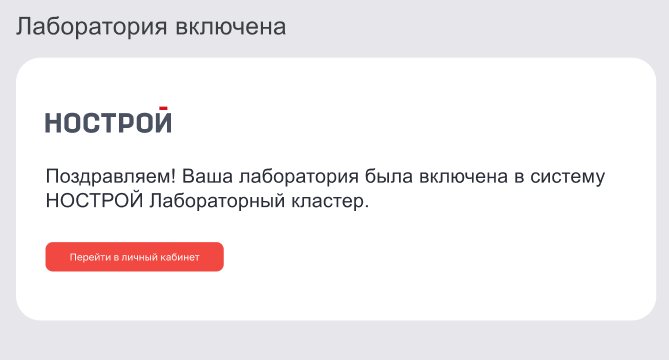 Лаборатория включена
НОСТРОЙ
Поздравляем! Ваша лаборатория была включена в систему
НОСТРОЙ Лабораторный кластер.
Перейти в личный кабинет